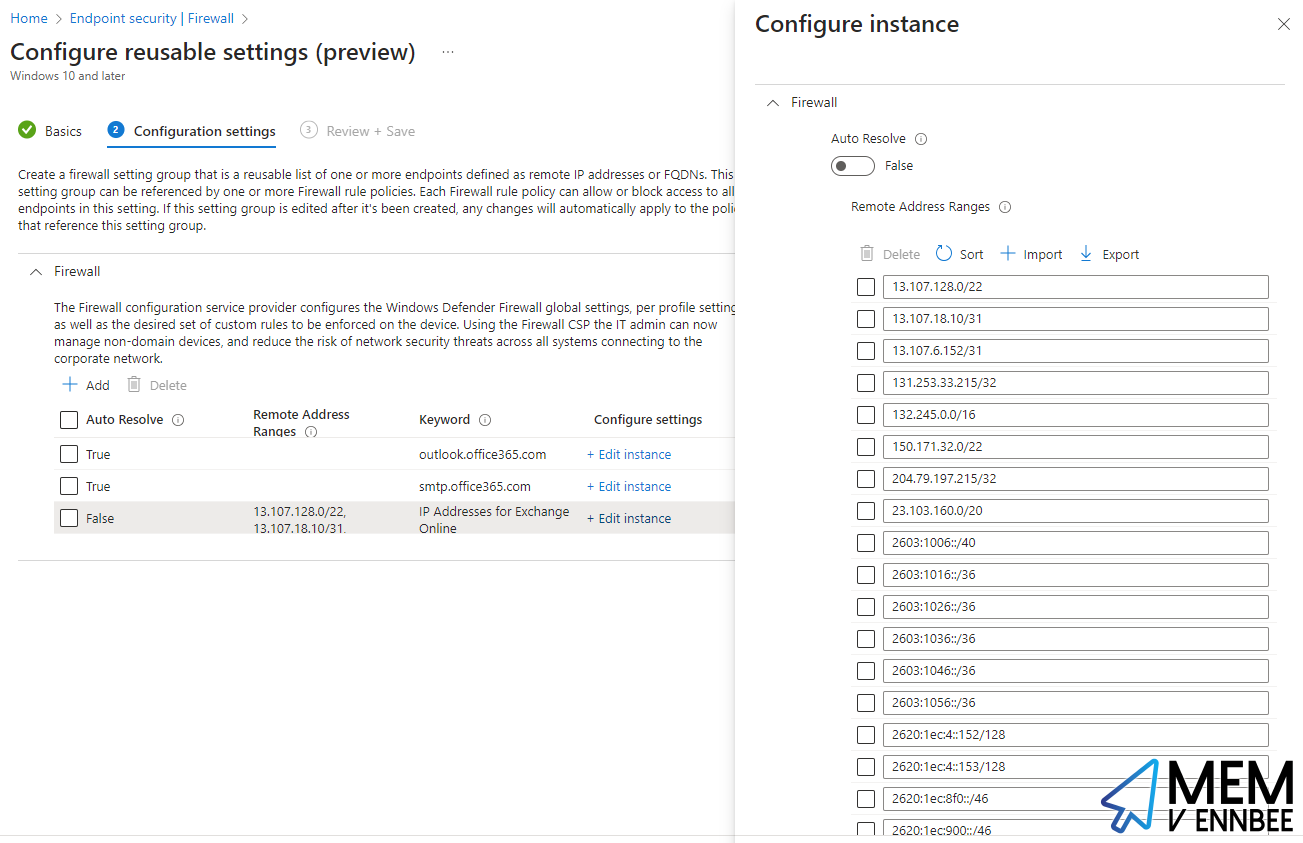 Home > Endpoint security | Firewall >
Configure reusable settings (preview) ...
Windows 10 and later
Basics
2 Configuration settings
3 Review + Save
Create a firewall setting group that is a reusable list of one or more endpoints defined as remote IP addresses or FQDNs. This
setting group can be referenced by one or more Firewall rule policies. Each Firewall rule policy can allow or block access to all
endpoints in this setting. If this setting group is edited after it's been created, any changes will automatically apply to the poli
that reference this setting group.
Firewall
The Firewall configuration service provider configures the Windows Defender Firewall global settings, per profile setting
as well as the desired set of custom rules to be enforced on the device. Using the Firewall CSP the IT admin can now
manage non-domain devices, and reduce the risk of network security threats across all systems connecting to the
corporate network.
+ Add Delete
Auto Resolve Remote Address Ranges Keyword Configure settings
True outlook.office365.com + Edit instance
True smtp.office365.com + Edit instance
False 13.107.128.0/22, 13.107.18.10/31, IP Addresses for Exchange Online + Edit instance
Configure instance
Firewall
Auto Resolve
False
Remote Address Ranges
Delete Sort Import Export
13.107.128.0/22
13.107.18.10/31
13.107.6.152/31
131.253.33.215/32
132.245.0.0/16
150.171.32.0/22
204.79.197.215/32
23.103.160.0/20
2603:1006::/40
2603:1016::/36
2603:1026::/36
2603:1036::/36
2603:1046::/36
2603:1056::/36
2620:1ec:4::152/128
2620:1ec:4::153/128
2620:1ec:8f0::/46
2620:1ec:900::/46
MEM
V ENNBEE